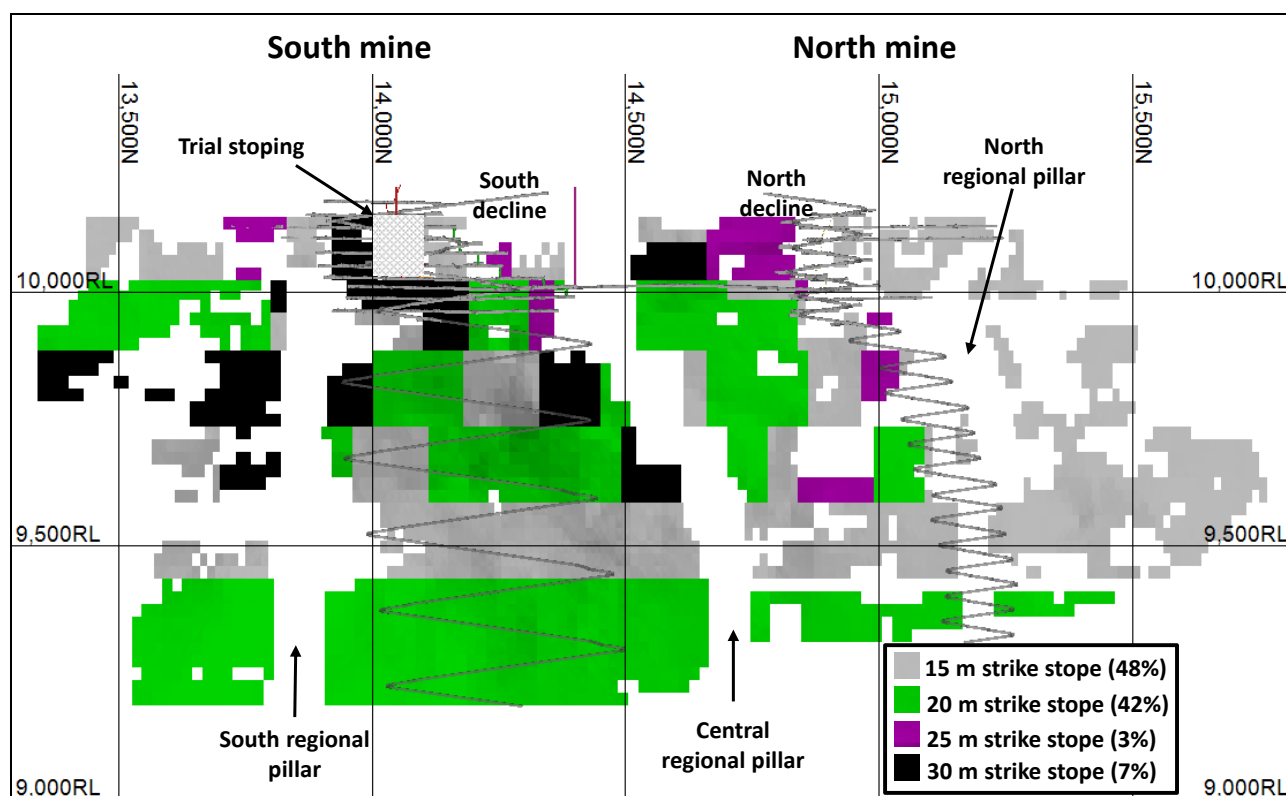 South mine
North mine
13,500N
14,000N
14,500N
15,000N
15,500N
Trial stoping
South
decline
North
decline
North
regional pillar
10,000RL
10,000RL
9,500RL
9,500RL
South regional
pillar
Central
regional pillar
15 m strike stope (48%)
20 m strike stope (42%)
25 m strike stope (3%)
30 m strike stope (7%)
9,000RL
9,000RL